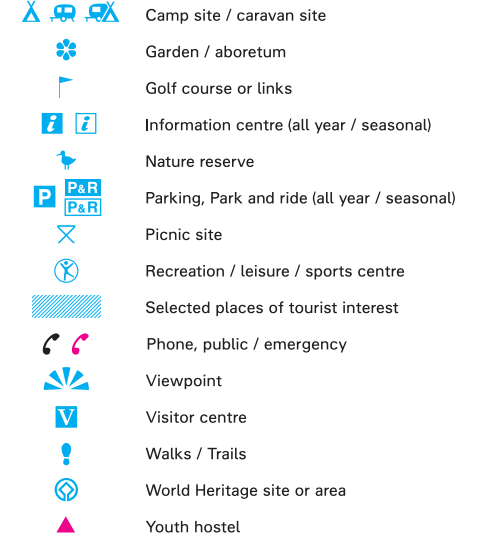 Camp site / caravan site
Garden / aboretum
Golf course or links
i i Information centre (all year / seasonal)
Nature reserve
P P&R P&R Parking, Park and ride (all year / seasonal)
Picnic site
Recreation / leisure / sports centre
Selected places of tourist interest
Phone, public / emergency
Viewpoint
V Visitor centre
Walks / Trails
World Heritage site or area
Youth hostel